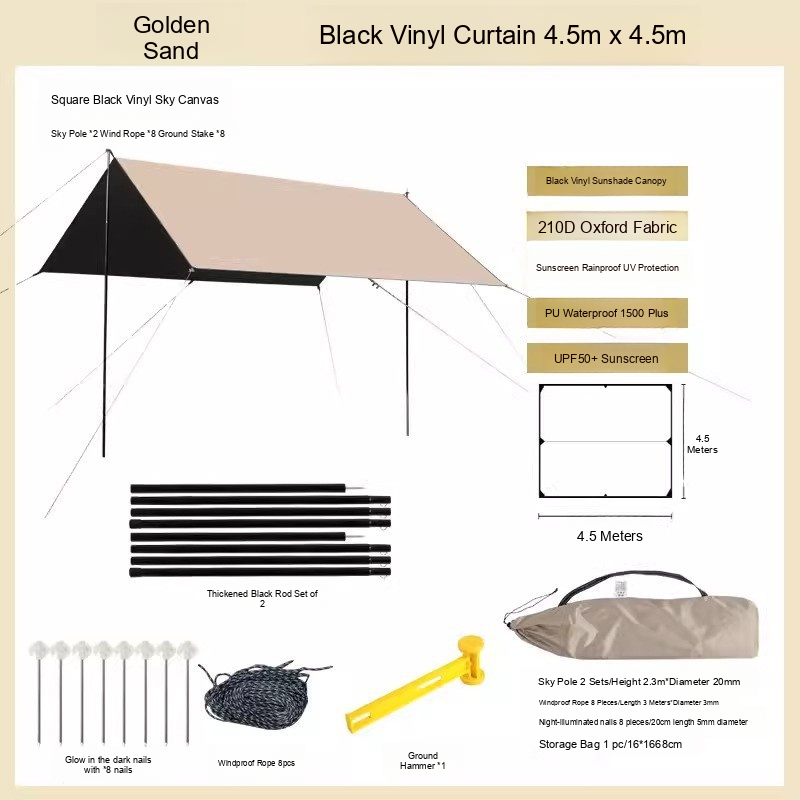 Golden
Sand
Black Vinyl Curtain 4.5m x 4.5m
Square Black Vinyl Sky Canvas
Sky Pole *2 Wind Rope *8 Ground Stake *8
Black Vinyl Sunshade Canopy
210D Oxford Fabric
Sunscreen Rainproof UV Protection
PU Waterproof 1500 Plus
UPF50+ Sunscreen
4.5
Meters
4.5 Meters
Thickened Black Rod Set of
2
Sky Pole 2 Sets/Height 2.3m*Diameter 20mm
Windproof Rope 8 Pieces/Length 3 Meters*Diameter 3mm
Night-illuminated nails 8 pieces/20cm length 5mm diameter
Storage Bag 1 pc/16*1668cm
Glow in the dark nails
with *8 nails
Windproof Rope 8pcs
Ground
Hammer *1